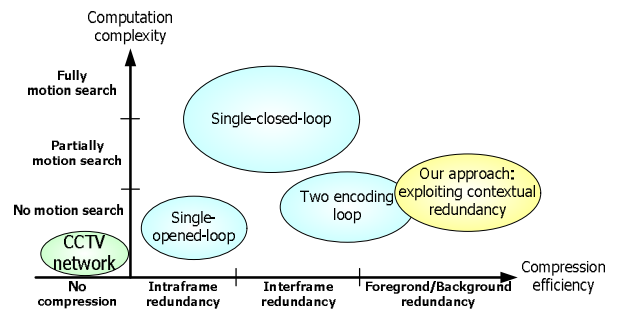 Computation
complexity
Fully
motion search
Single-closed-loop
Partially
motion search
Our approach:
exploiting contextual
redundancy
Two encoding
loop
No motion search
Single-
opened-loop
CCTV
network
Compression
efficiency
No
compression
Intraframe
redundancy
Interframe
redundancy
Foregrond/Background
redundancy